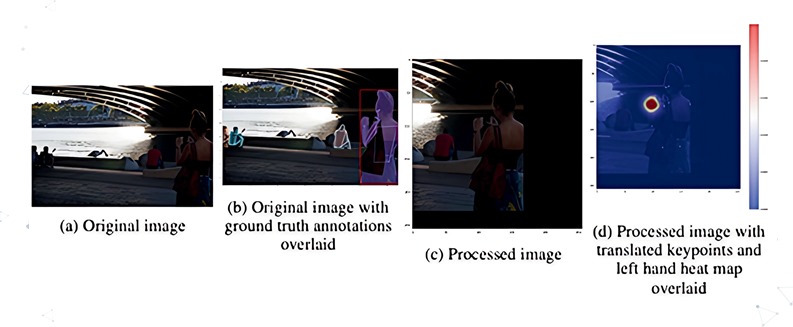 (a) Original image
(b) Original image with
ground truth annotations
overlaid
(c) Processed image
(d) Processed image with
translated keypoints and
left hand heat map
overlaid